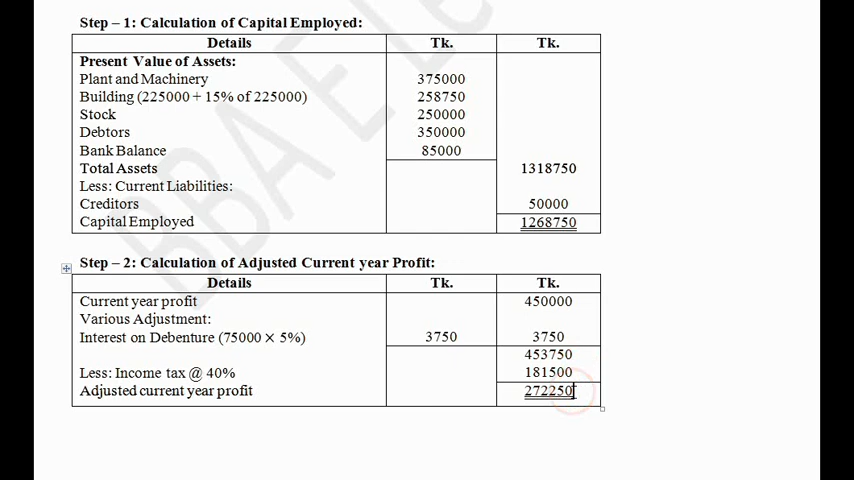 Step – 1: Calculation of Capital Employed:
Details Tk. Tk.
Present Value of Assets:
Plant and Machinery 375000
Building (225000 + 15% of 225000) 258750
Stock 250000
Debtors 350000
Bank Balance 85000
Total Assets 1318750
Less: Current Liabilities:
Creditors 50000
Capital Employed 1268750
Step – 2: Calculation of Adjusted Current year Profit:
Details Tk. Tk.
Current year profit 450000
Various Adjustment:
Interest on Debenture (75000 × 5%) 3750 3750
453750
Less: Income tax @ 40% 181500
Adjusted current year profit 272250
BBA E Le